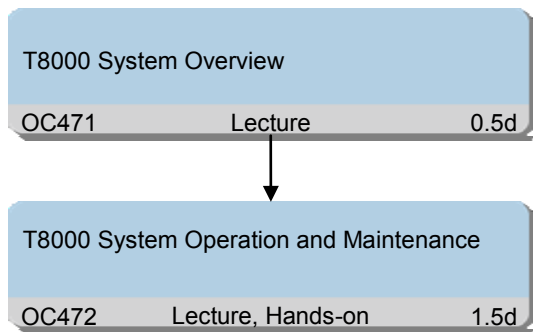 T8000 System Overview
OC471 Lecture 0.5d
T8000 System Operation and Maintenance
OC472 Lecture, Hands-on 1.5d